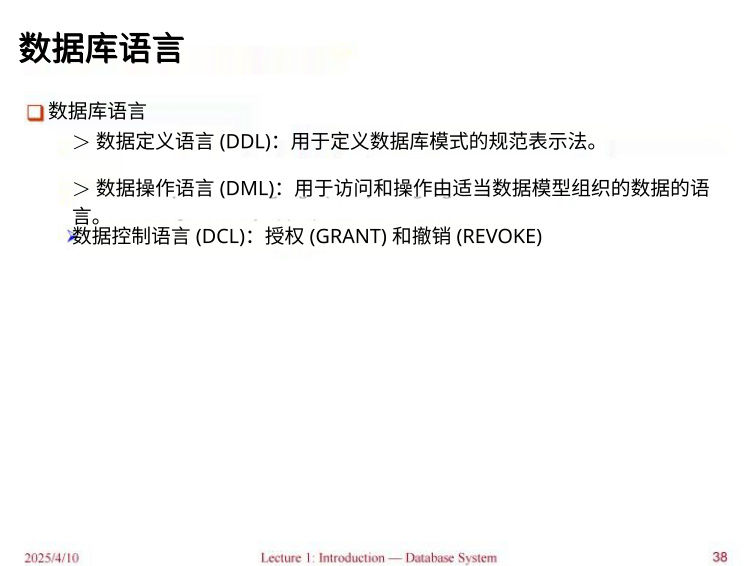 数据库语言
数据库语言
＞数据定义语言 (DDL)：用于定义数据库模式的规范表示法。
＞数据操作语言 (DML)：用于访问和操作由适当数据模型组织的数据的语
言。
数据控制语言 (DCL)：授权 (GRANT) 和撤销 (REVOKE)
2025/4/10
Lecture 1: Introduction — Database System
38